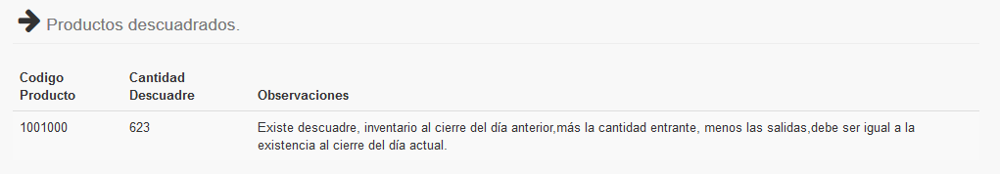 Productos descuadrados.
Codigo Producto
Cantidad Descuadre
Observaciones
1001000
623
Existe descuadre, inventario al cierre del día anterior,más la cantidad entrante, menos las salidas,debe ser igual a la
existencia al cierre del día actual.